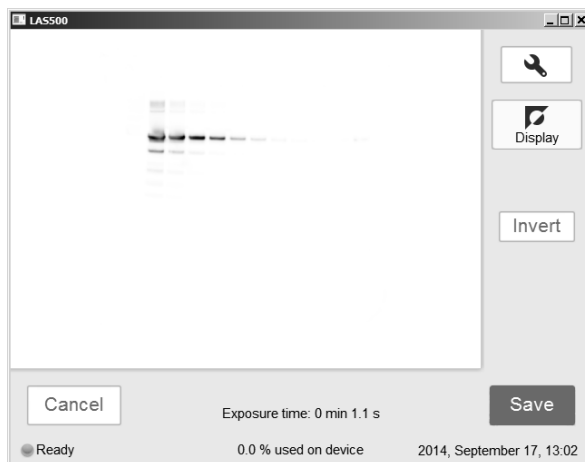 LAS500
Display
Invert
Cancel
Exposure time: 0 min 1.1 s
Save
Ready
0.0 % used on device
2014, September 17, 13:02